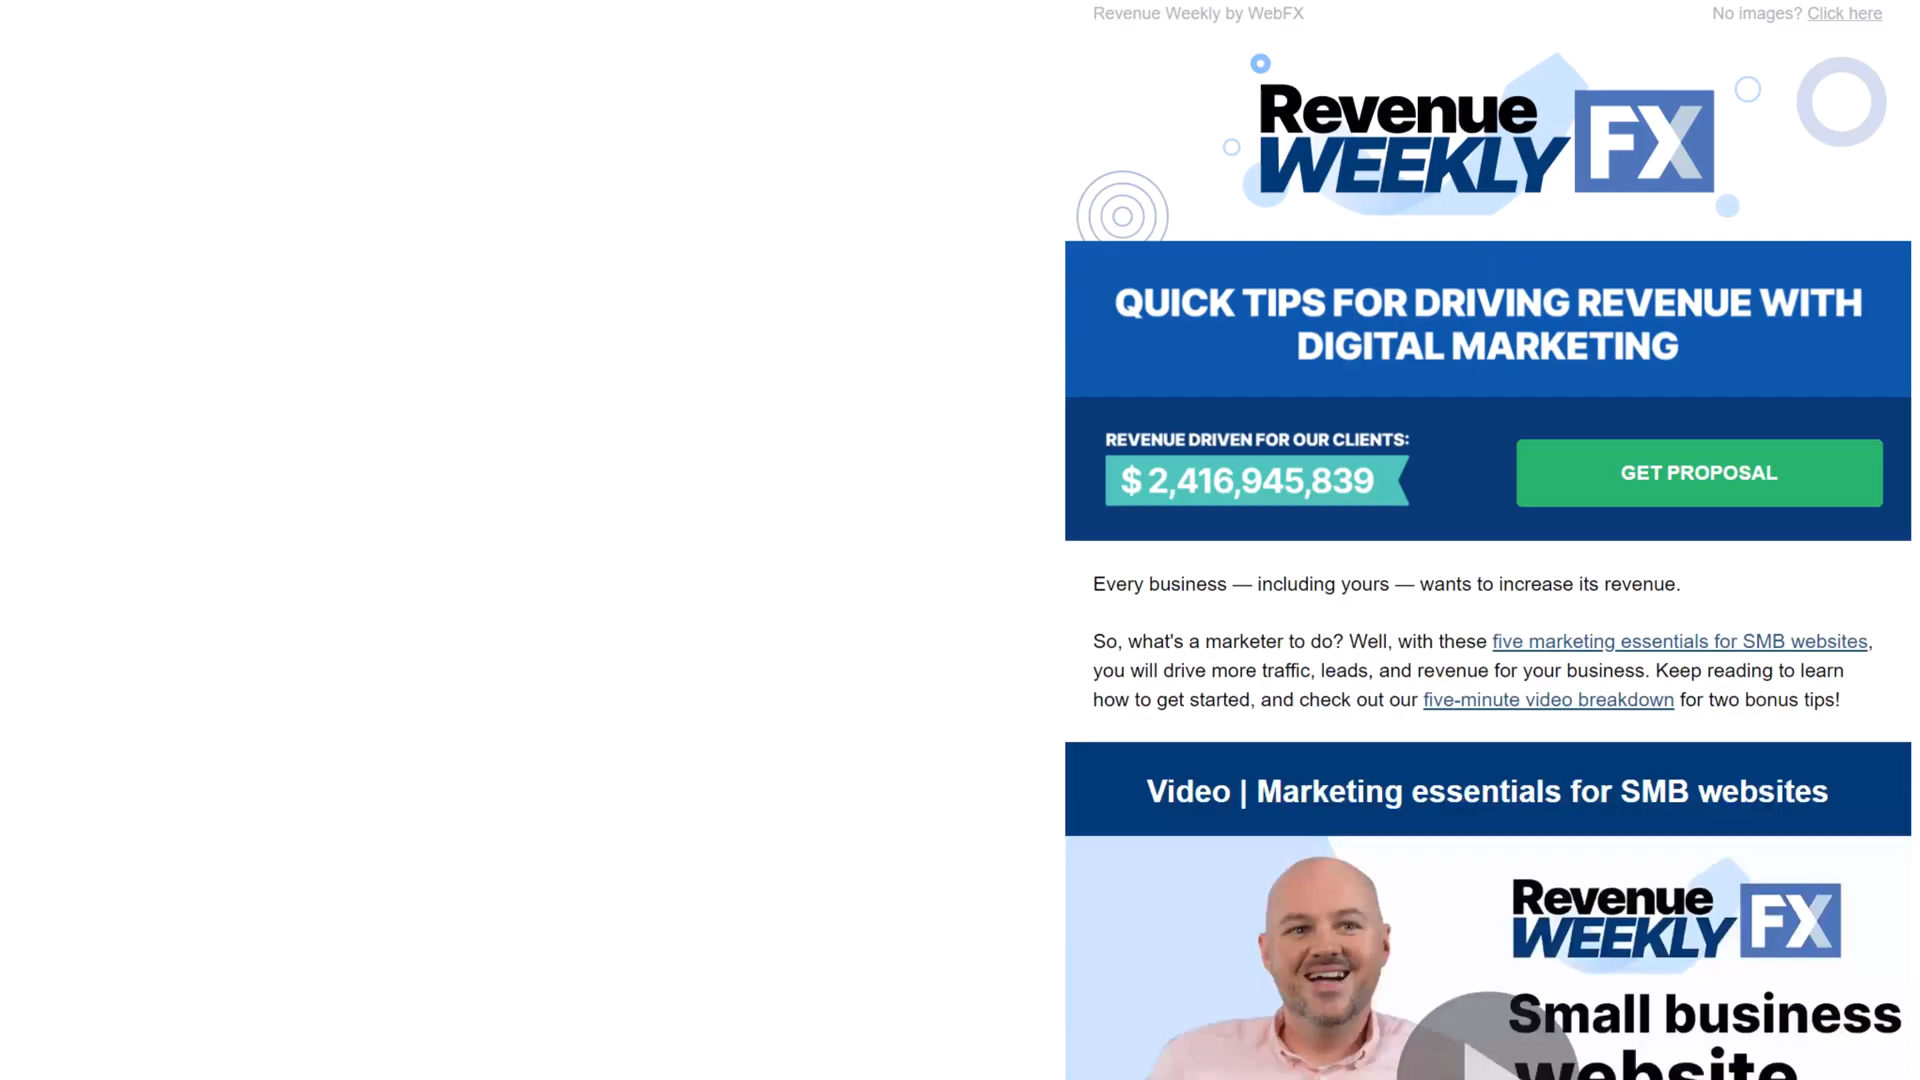 Revenue Weekly by WebFX
No images? Click here
Revenue
WEEKLY FX
QUICK TIPS FOR DRIVING REVENUE WITH
DIGITAL MARKETING
REVENUE DRIVEN FOR OUR CLIENTS:
$ 2,416,945,839
GET PROPOSAL
Every business — including yours — wants to increase its revenue.
So, what's a marketer to do? Well, with these five marketing essentials for SMB websites,
you will drive more traffic, leads, and revenue for your business. Keep reading to learn
how to get started, and check out our five-minute video breakdown for two bonus tips!
Video | Marketing essentials for SMB websites
Revenue
WEEKLY FX
Small business
website